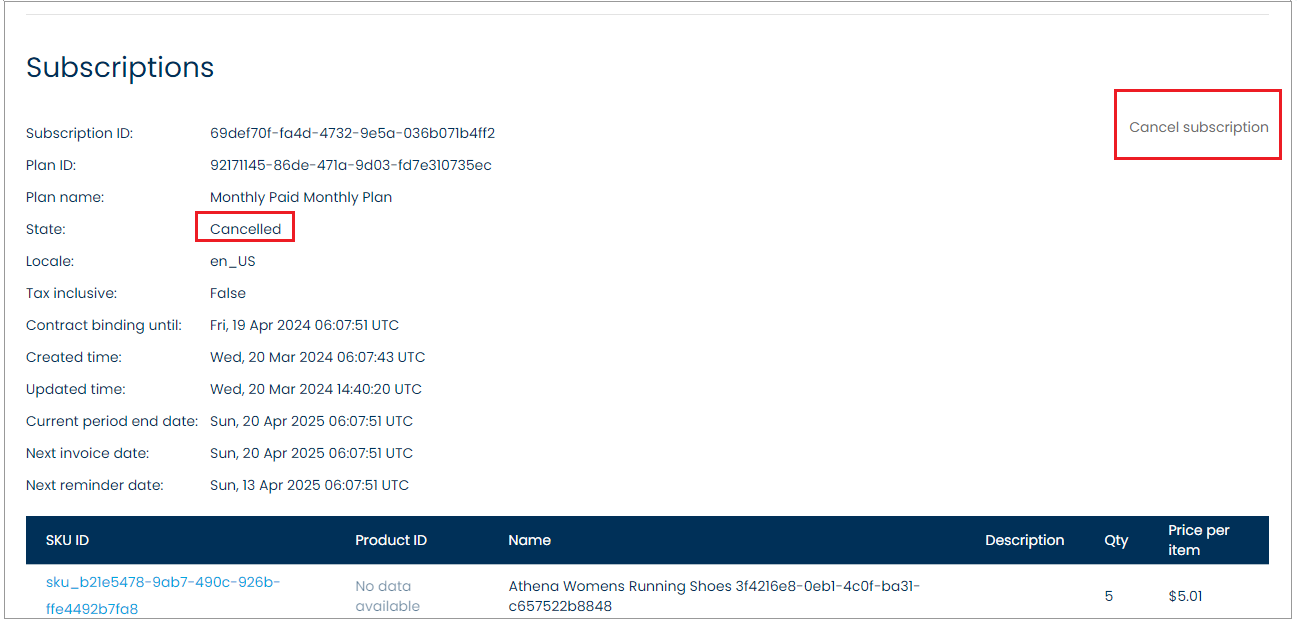 Subscriptions
Cancel subscription
Subscription ID: 69def70f-fa4d-4732-9e5a-036b071b4ff2
Plan ID: 92171145-86de-471a-9d03-fd7e310735ec
Plan name: Monthly Paid Monthly Plan
State: Cancelled
Locale: en_US
Tax inclusive: False
Contract binding until: Fri, 19 Apr 2024 06:07:51 UTC
Created time: Wed, 20 Mar 2024 06:07:43 UTC
Updated time: Wed, 20 Mar 2024 14:40:20 UTC
Current period end date: Sun, 20 Apr 2025 06:07:51 UTC
Next invoice date: Sun, 20 Apr 2025 06:07:51 UTC
Next reminder date: Sun, 13 Apr 2025 06:07:51 UTC
SKU ID Product ID Name Description Qty Price per
item
sku_b21e5478-9ab7-490c-926b-
ffe4492b7fa8
No data
available
Athena Womens Running Shoes 3f4216e8-0eb1-4c0f-ba31-
c657522b8848
5
$5.01